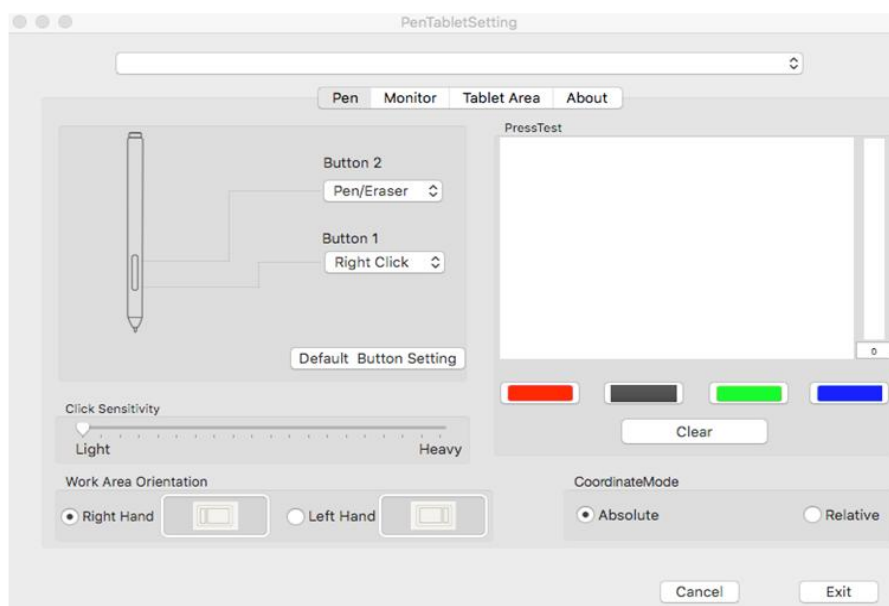 PenTabletSetting
Pen Monitor Tablet Area About
PressTest
Button 2
Pen/Eraser
Button 1
Right Click
Default Button Setting
0
Clear
Click Sensitivity
Light Heavy
Work Area Orientation
Right Hand Left Hand
CoordinateMode
Absolute Relative
Cancel Exit